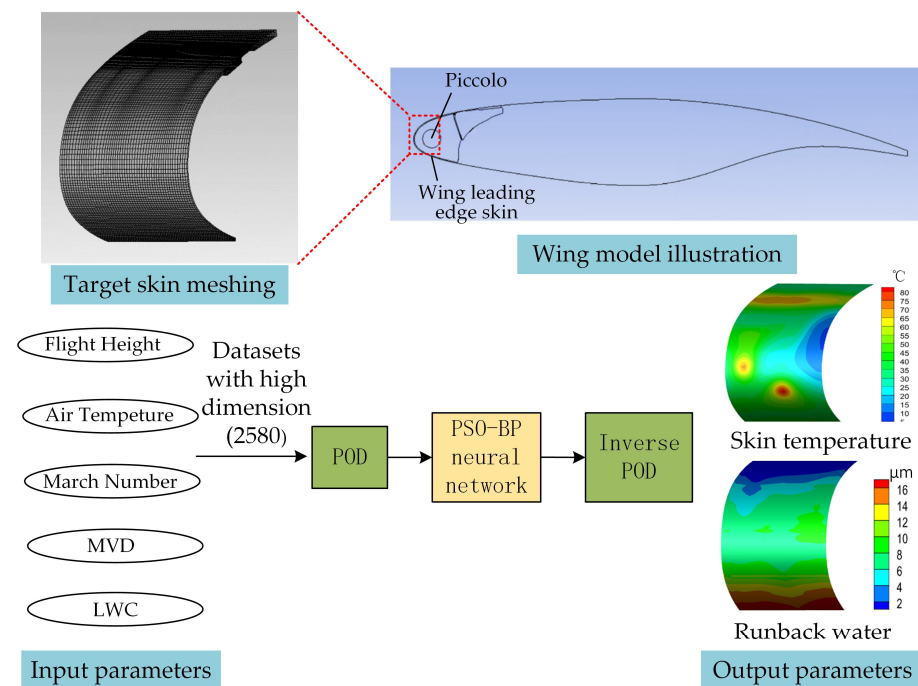 Piccolo
Wing leading
edge skin
Target skin meshing
Wing model illustration
Flight Height
Air Tempeture
March Number
MVD
LWC
Input parameters
Datasets
with high
dimension
(2580)
POD
PSO-BP
neural
network
Inverse
POD
℃
80
75
70
65
60
55
50
45
40
35
30
25
20
15
10
Skin temperature
μm
16
14
12
10
8
6
4
2
Runback water
Output parameters